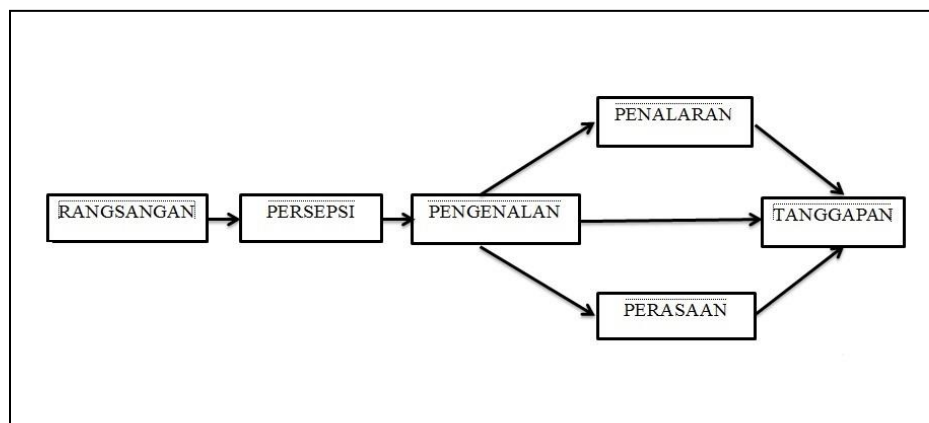 PENALARAN
RANGSANGAN
PERSEPSI
PENGENALAN
TANGGAPAN
PERASAAN